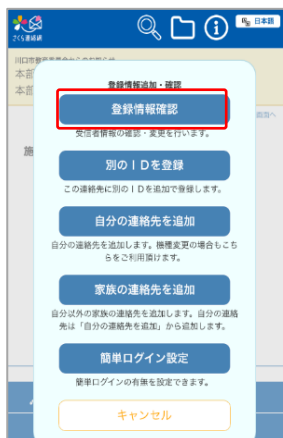 日本語
さくら連絡網
川口市
本部
本部
施
登録情報追加・確認
登録情報確認
受信者情報の確認・変更を行います。
別のIDを登録
この連絡先に別のIDを追加で登録します。
自分の連絡先を追加
自分の連絡先を追加します。機種変更の場合もこち
らをご利用頂けます。
家族の連絡先を追加
自分以外の家族の連絡先を追加します。自分の連絡
先は「自分の連絡先を追加」から追加します。
簡単ログイン設定
簡単ログインの有無を設定できます。
キャンセル